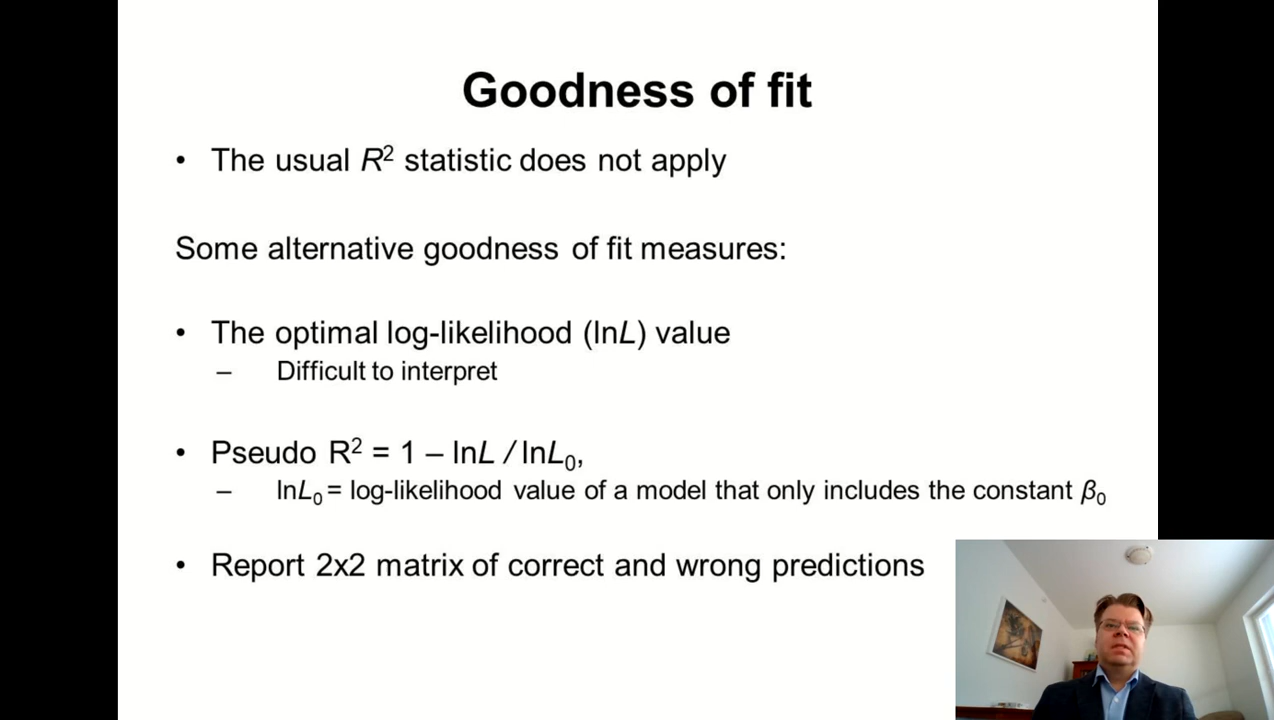 Goodness of fit
• The usual R² statistic does not apply
Some alternative goodness of fit measures:
• The optimal log-likelihood (lnL) value
– Difficult to interpret
• Pseudo R² = 1 – lnL / lnL₀,
– lnL₀ = log-likelihood value of a model that only includes the constant β₀
• Report 2x2 matrix of correct and wrong predictions